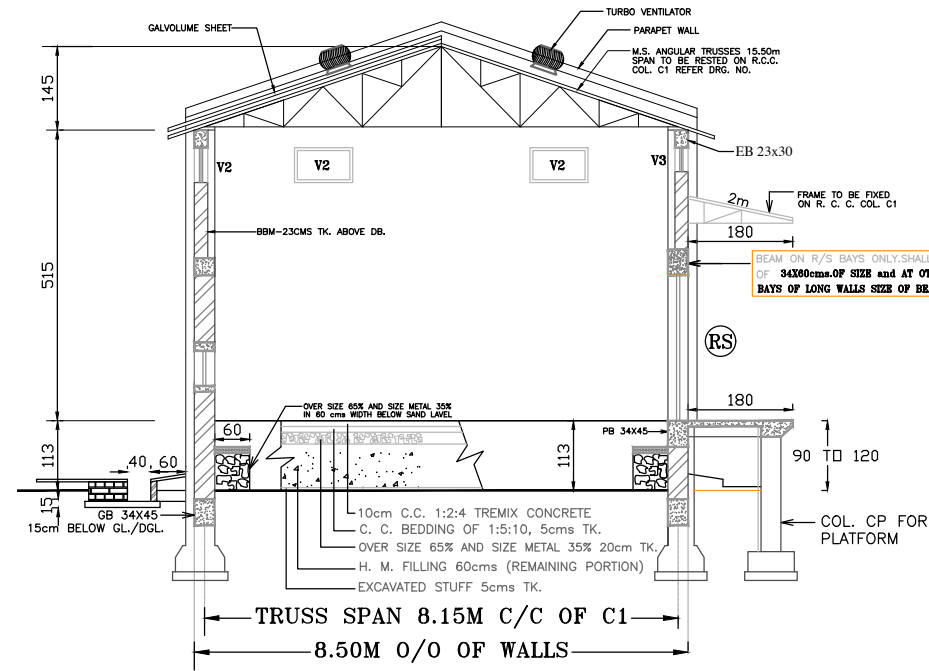 TURBO VENTILATOR
GALVOLUME SHEET
PARAPET WALL
M.S. ANGULAR TRUSSES 15.50m
SPAN TO BE RESTED ON R.C.C.
COL. C1 REFER DRG. NO.
145
V2
V2
V2
V3
EB 23x30
2m
FRAME TO BE FIXED
ON R. C. C. COL. C1
180
BBM-23CMS TK. ABOVE DB.
BEAM ON R/S BAYS ONLY.SHALL
OF 34X60cms.OF SIZE and AT
BAYS OF LONG WALLS SIZE OF
515
RS
OVER SIZE 65% AND SIZE METAL 35%
IN 60 cms WIDTH BELOW SAND LAVEL
180
60
PB 34X45
113
113
90 TO 120
40, 60
15
GB 34X45
15cm BELOW GL./DGL.
10cm C.C. 1:2:4 TREMIX CONCRETE
C. C. BEDDING OF 1:5:10, 5cms TK.
OVER SIZE 65% AND SIZE METAL 35% 20cm TK.
H. M. FILLING 60cms (REMAINING PORTION)
EXCAVATED STUFF 5cms TK.
COL. CP FOR
PLATFORM
TRUSS SPAN 8.15M C/C OF C1
8.50M O/O OF WALLS